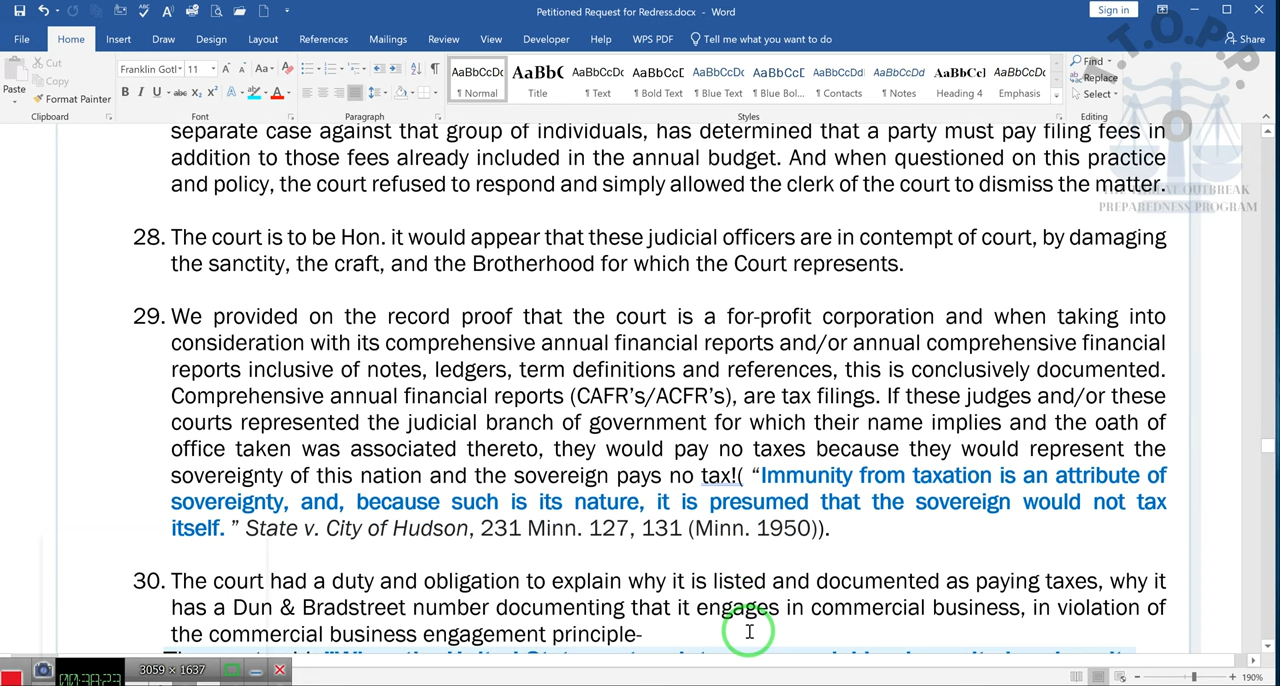 Petitioned Request for Redress.docx - Word
Sign in
File Home Insert Draw Design Layout References Mailings Review View Developer Help WPS PDF Tell me what you want to do Share
Cut
Copy
Paste
Format Painter
Franklin Gotl 11
AaBbCcDc AaBbC AaBbCcDc AaBbCcD AaBbCcDc AaBbCcD AaBbCcDd AaBbCcDc AaBbCcl AaBbCcDc
¶ Normal Title ¶ Text ¶ Bold Text ¶ Blue Text ¶ Blue Bol... ¶ Contacts ¶ Notes Heading 4 Emphasis
Find
Replace
Select
Clipboard Font Paragraph Styles Editing
T.O.P.P.
O
THREAT OUTBREAK
PREPAREDNESS PROGRAM
separate case against that group of individuals, has determined that a party must pay filing fees in
addition to those fees already included in the annual budget. And when questioned on this practice
and policy, the court refused to respond and simply allowed the clerk of the court to dismiss the matter.
28. The court is to be Hon. it would appear that these judicial officers are in contempt of court, by damaging
the sanctity, the craft, and the Brotherhood for which the Court represents.
29. We provided on the record proof that the court is a for-profit corporation and when taking into
consideration with its comprehensive annual financial reports and/or annual comprehensive financial
reports inclusive of notes, ledgers, term definitions and references, this is conclusively documented.
Comprehensive annual financial reports (CAFR's/ACFR's), are tax filings. If these judges and/or these
courts represented the judicial branch of government for which their name implies and the oath of
office taken was associated thereto, they would pay no taxes because they would represent the
sovereignty of this nation and the sovereign pays no tax!( “Immunity from taxation is an attribute of
sovereignty, and, because such is its nature, it is presumed that the sovereign would not tax
itself. ” State v. City of Hudson, 231 Minn. 127, 131 (Minn. 1950)).
30. The court had a duty and obligation to explain why it is listed and documented as paying taxes, why it
has a Dun & Bradstreet number documenting that it engages in commercial business, in violation of
the commercial business engagement principle-
3059 × 1637
190%